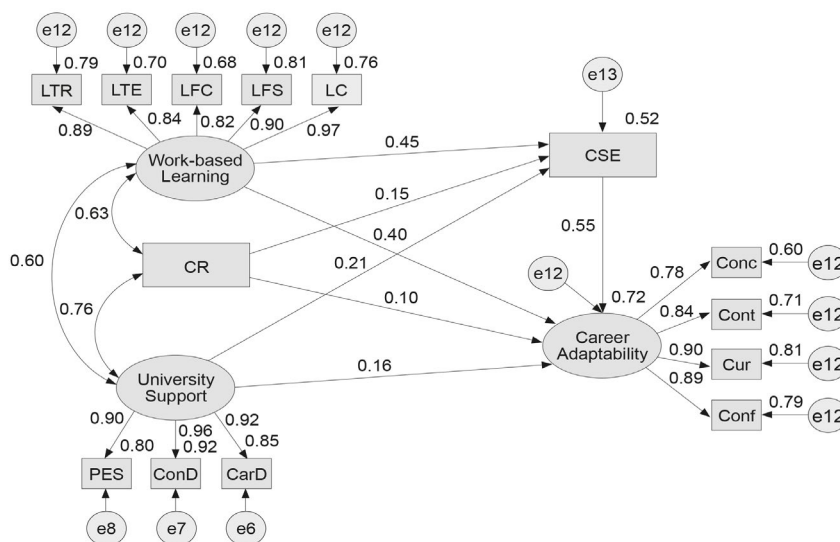 e12 e12 e12 e12 e12
0.79 0.70 0.68 0.81 0.76
LTR LTE LFC LFS LC
0.89 0.84 0.82 0.90 0.97
Work-based
Learning
e13
0.52
CSE
0.45
0.15
0.63
0.40
0.55
0.60
CR
0.21
0.76
0.10
e12
0.72
Career
Adaptability
0.78
Conc
0.60
e12
0.84
Cont
0.71
e12
0.90
Cur
0.81
e12
0.89
Conf
0.79
e12
University
Support
0.16
0.90 0.96 0.92
0.80 0.92 0.85
PES ConD CarD
e8 e7 e6